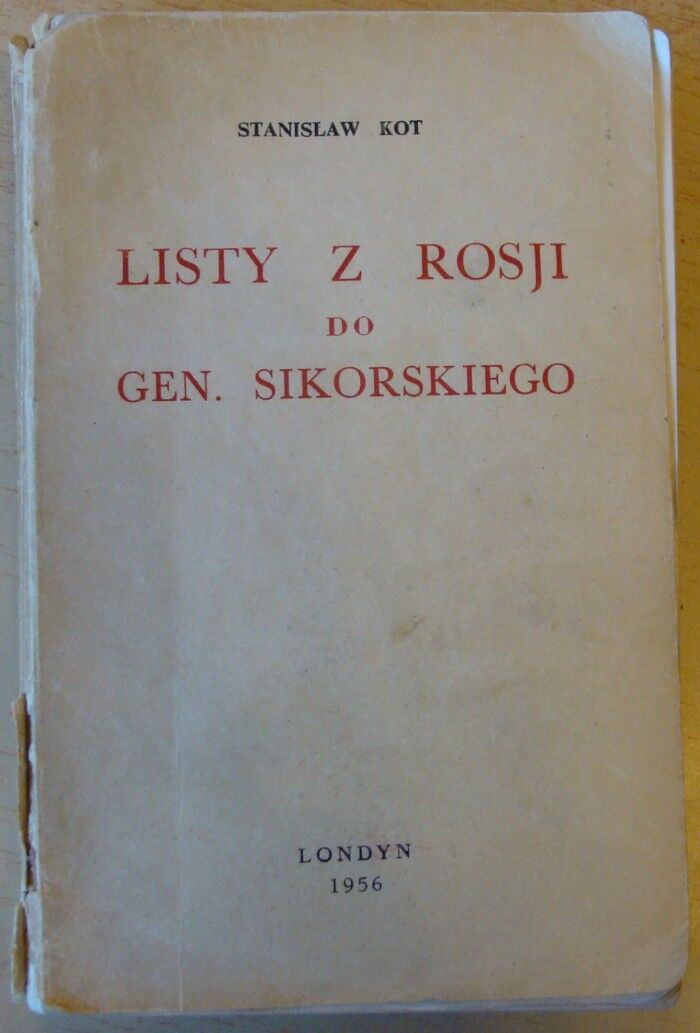 STANISŁAW KOT
LISTY Z ROSJI
DO
GEN. SIKORSKIEGO
LONDYN
1956